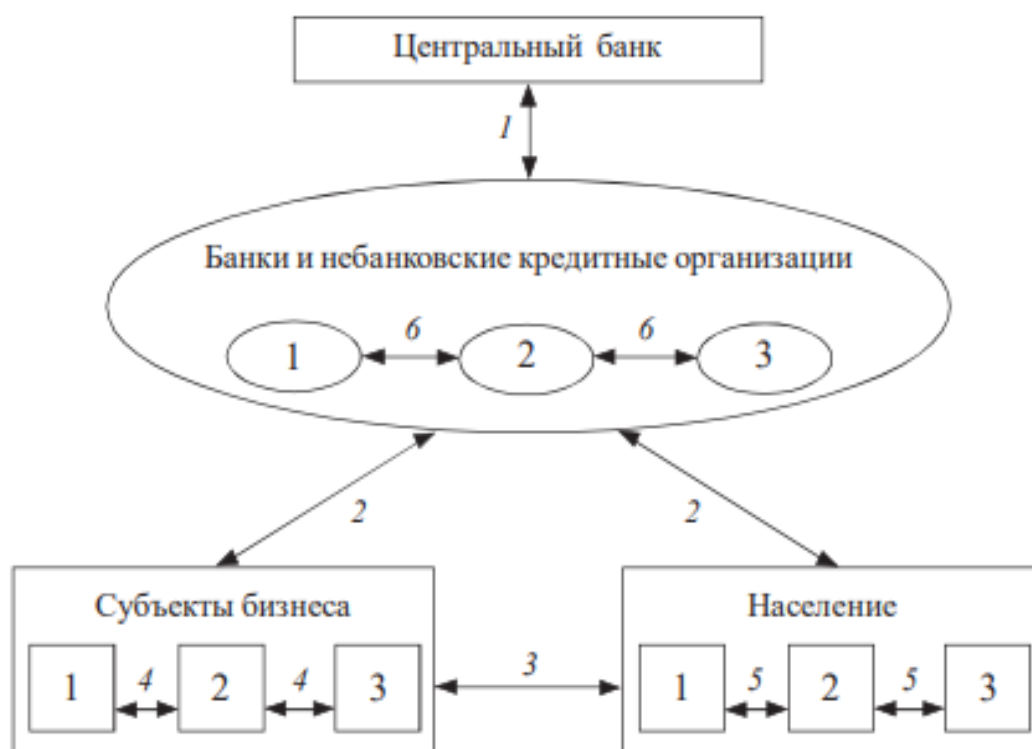 Центральный банк
1
Банки и небанковские кредитные организации
6 6
1 2 3
2 2
Субъекты бизнеса
Население
3
4 4
1 2 3
5 5
1 2 3